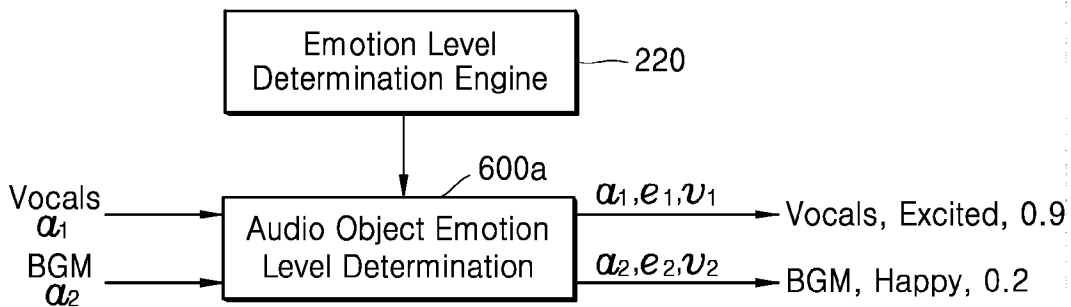 Emotion Level
Determination Engine
220
600a
Vocals
a1
BGM
a2
Audio Object Emotion
Level Determination
a1,e1,v1
Vocals, Excited, 0.9
a2,e2,v2
BGM, Happy, 0.2